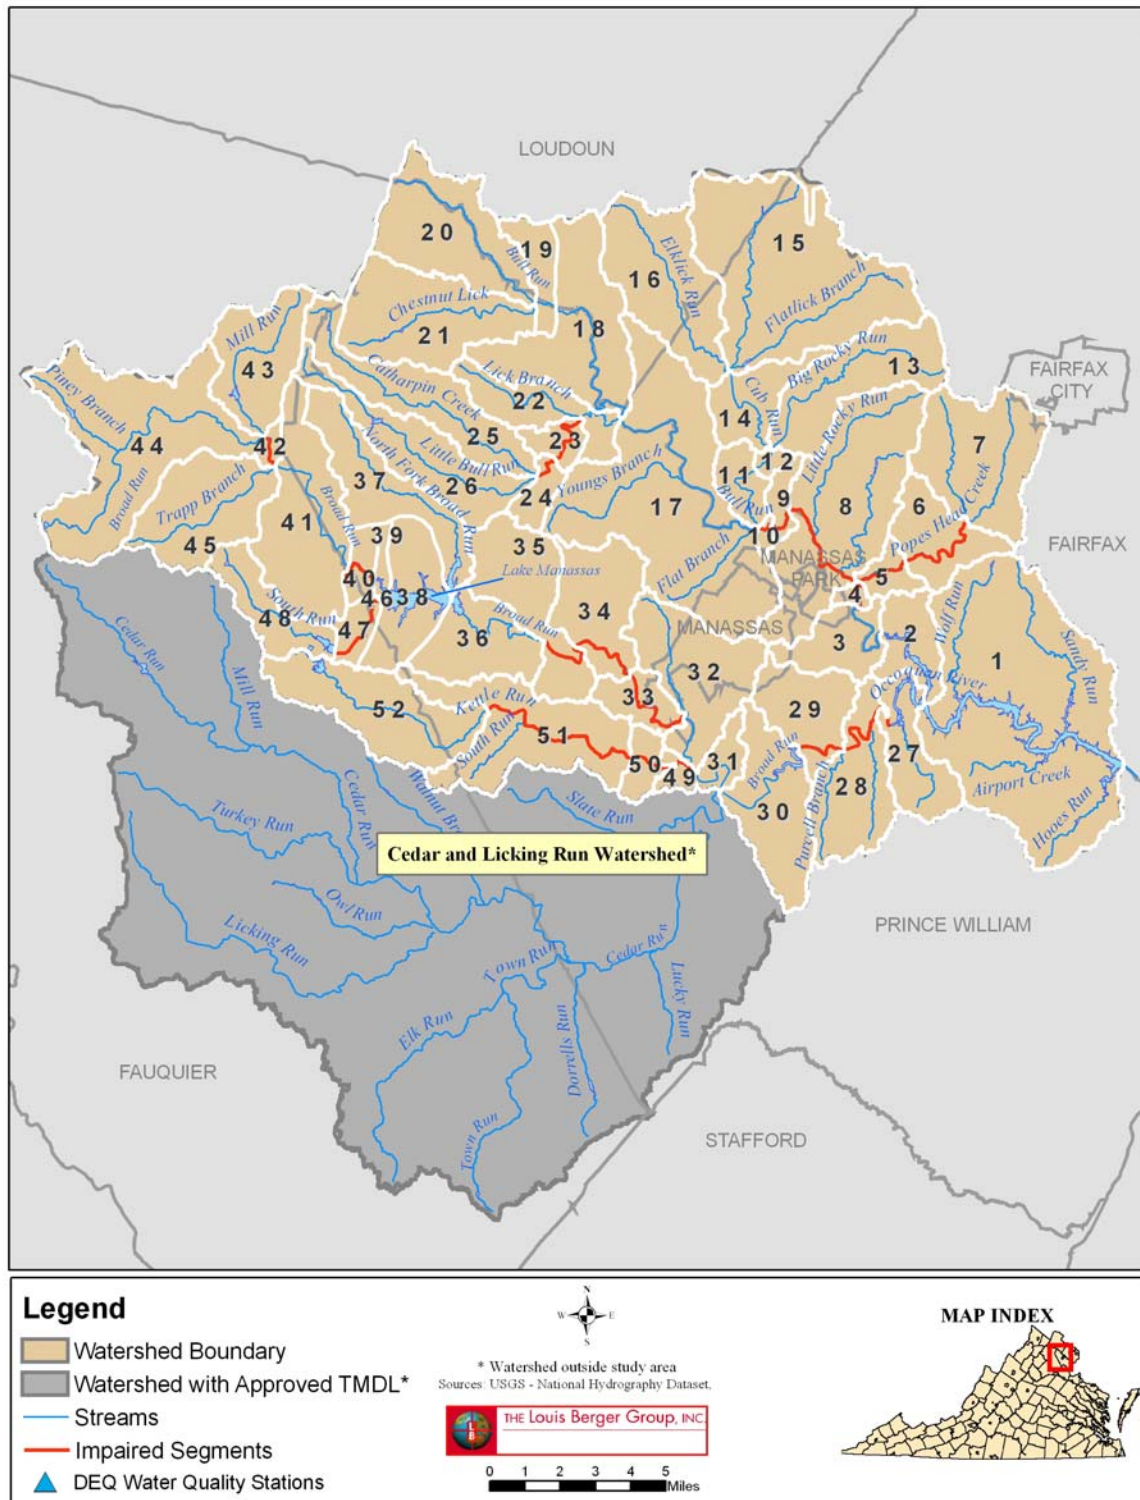 LOUDOUN
20
19
Bull Run
16
Elklick Run
15
Flatlick Branch
Chestnut Lick
21
18
Mill Run
43
Catharpin Creek
Lick Branch
22
Big Rocky Run
13
FAIRFAX
CITY
Piney Branch
44
42
25
23
14
Cub Run
Little Rocky Run
7
North Fork Broad Run
Little Bull Run
26
24
Youngs Branch
11
12
Broad Run
Trapp Branch
37
17
Bull Run
9
8
6
Popes Head Creek
41
Broad Run
39
35
10
MANASSAS
PARK
5
FAIRFAX
45
40
Lake Manassas
Flat Branch
4
46
38
34
48
South Run
47
36
Broad Run
MANASSAS
3
2
Wolf Run
1
Sandy Run
Cedar Run
Mill Run
33
32
Occoquan River
52
Kettle Run
29
South Run
51
50
49
31
Broad Run
27
28
Airport Creek
Hooes Run
Cedar Run
Walnut Br
Slate Run
30
Purcell Branch
Turkey Run
Cedar and Licking Run Watershed*
Owl Run
Licking Run
Town Run
Cedar Run
PRINCE WILLIAM
Lucky Run
Elk Run
Dorrells Run
FAUQUIER
Town Run
STAFFORD
Legend
Watershed Boundary
Watershed with Approved TMDL*
Streams
Impaired Segments
DEQ Water Quality Stations
N
W
E
S
* Watershed outside study area
Sources: USGS - National Hydrography Dataset,
LB
THE Louis Berger Group, INC.
0 1 2 3 4 5
Miles
MAP INDEX